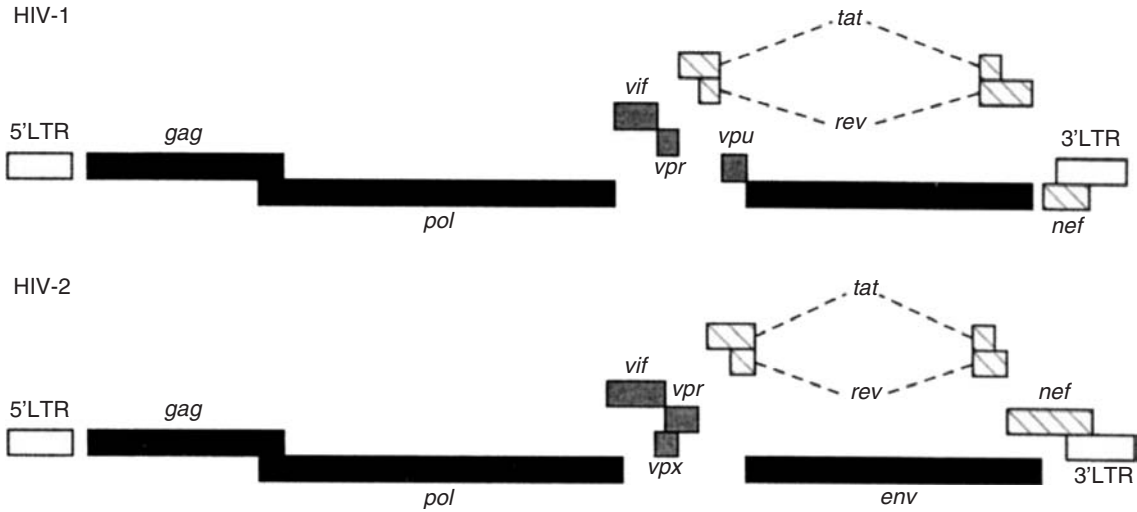 HIV-1
tat
vif
rev
5'LTR
gag
vpr
vpu
3'LTR
pol
nef
HIV-2
tat
vif
vpr
rev
nef
5'LTR
gag
vpx
3'LTR
pol
env